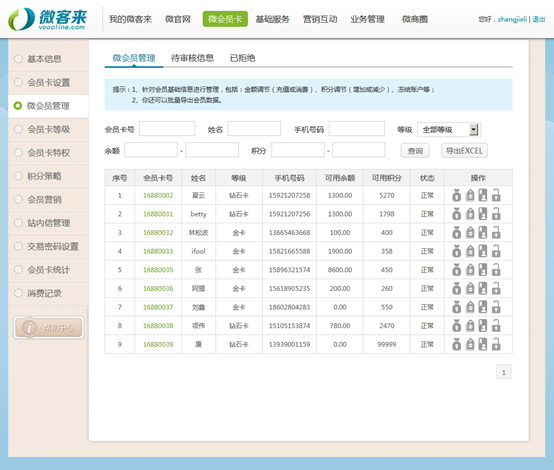 微客来
vcooline.com
我的微客来 微官网 微会员卡 基础服务 营销互动 业务管理 微商圈
您好，zhangjieli | 退出
基本信息
会员卡设置
微会员管理
会员卡等级
会员卡特权
积分策略
会员营销
站内信管理
交易密码设置
会员卡统计
消费记录
帮助中心
微会员管理 待审核信息 已拒绝
提示：1、针对会员基础信息进行管理，包括：金额调节（充值或消费）、积分调节（增加或减少）、冻结账户等；
2、你还可以批量导出会员数据。
会员卡号 姓名 手机号码 等级 全部等级
余额 - 积分 - 查询 导出EXCEL
序号 会员卡号 姓名 等级 手机号码 可用余额 可用积分 状态 操作
1 16880002 夏云 钻石卡 15921207258 1300.00 5270 正常
2 16880031 betty 钻石卡 15921207256 1300.00 1798 正常
3 16880032 韩松波 金卡 13665463668 100.00 400 正常
4 16880033 ifool 金卡 15821665588 1900.00 358 正常
5 16880035 张 金卡 15896321574 8600.00 450 正常
6 16880036 阿狸 金卡 15618905235 200.00 260 正常
7 16880037 刘鑫 金卡 18602804283 0.00 550 正常
8 16880038 项伟 钻石卡 15105153874 780.00 2470 正常
9 16880039 康 钻石卡 13939001159 0.00 99999 正常
1